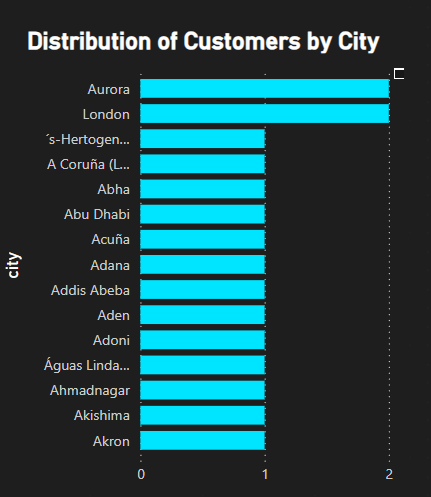 Distribution of Customers by City
Aurora
London
´s-Hertogen...
A Coruña (L...
Abha
Abu Dhabi
Acuña
Adana
Addis Abeba
Aden
Adoni
Águas Linda...
Ahmadnagar
Akishima
Akron
city
0 1 2